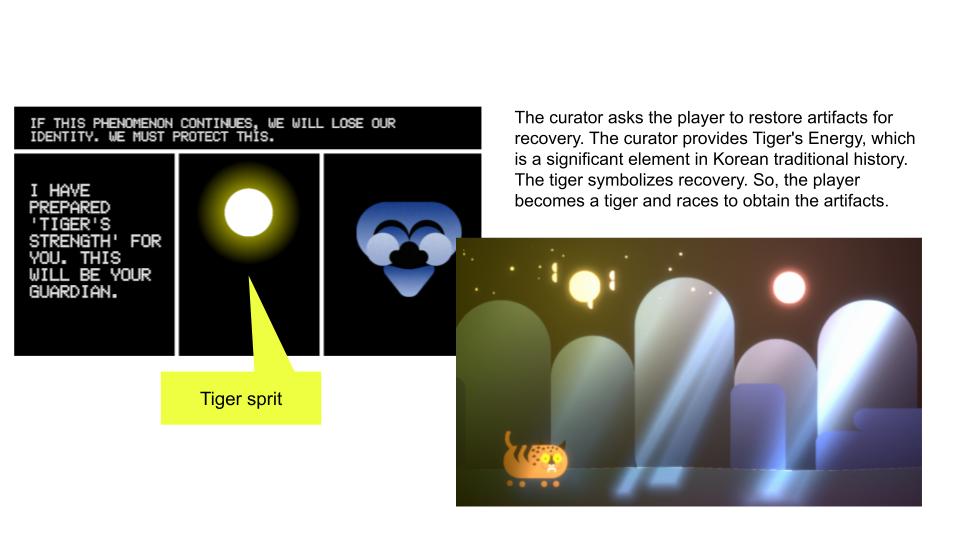 IF THIS PHENOMENON CONTINUES, WE WILL LOSE OUR
IDENTITY. WE MUST PROTECT THIS.
I HAVE
PREPARED
'TIGER'S
STRENGTH' FOR
YOU. THIS
WILL BE YOUR
GUARDIAN.
Tiger sprit
The curator asks the player to restore artifacts for
recovery. The curator provides Tiger's Energy, which
is a significant element in Korean traditional history.
The tiger symbolizes recovery. So, the player
becomes a tiger and races to obtain the artifacts.